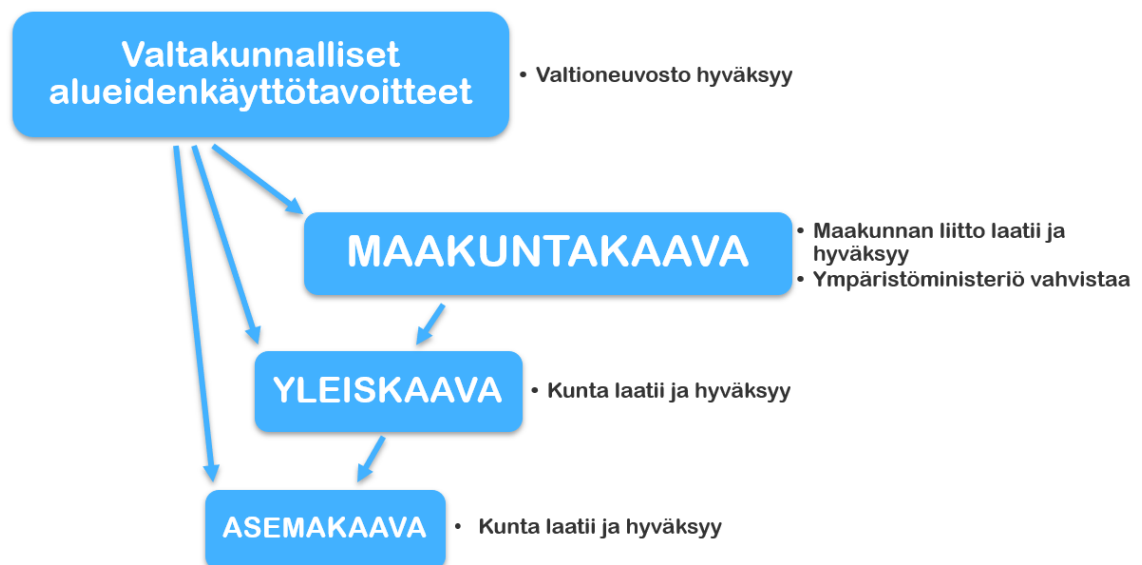 Valtakunnalliset
alueidenkäyttötavoitteet
• Valtioneuvosto hyväksyy
MAAKUNTAKAAVA
• Maakunnan liitto laatii ja
hyväksyy
• Ympäristöministeriö vahvistaa
YLEISKAAVA
• Kunta laatii ja hyväksyy
ASEMAKAAVA
• Kunta laatii ja hyväksyy